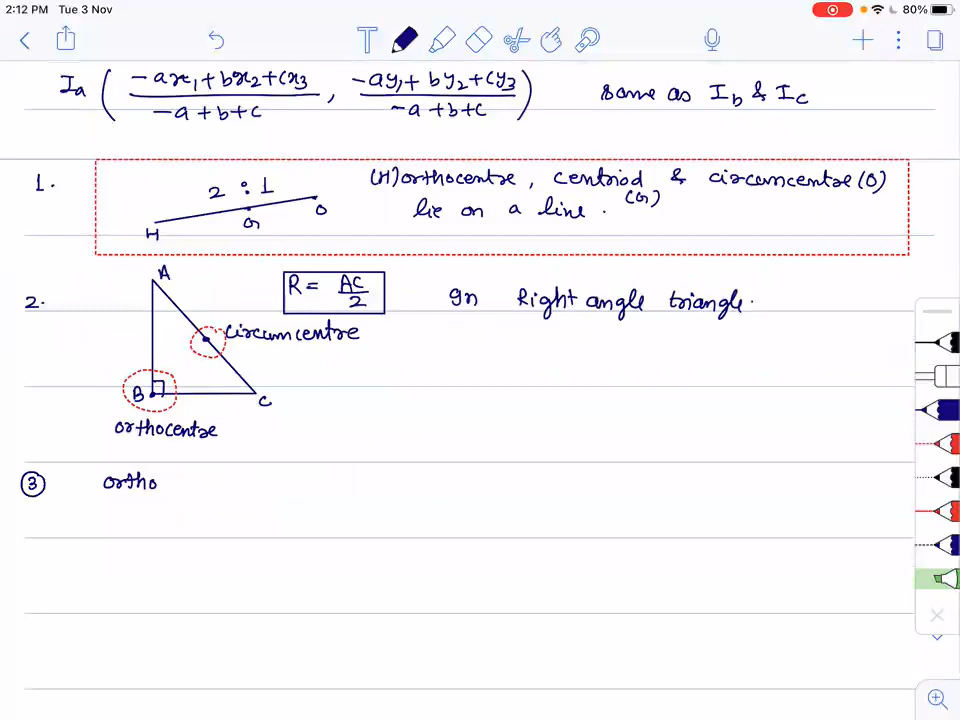 2:12 PM Tue 3 Nov 80%
T
Ia ( (-ax1 + bx2 + cx3)/(-a + b + c) , (-ay1 + by2 + cy3)/(-a + b + c) ) same as Ib & Ic
1. (H)orthocentre, centriod & circumcentre(O)
2 : 1
lie on a line. (G)
H G O
2. A R = AC/2 In Right angle triangle.
circumcentre
B C
orthocentre
3 ortho